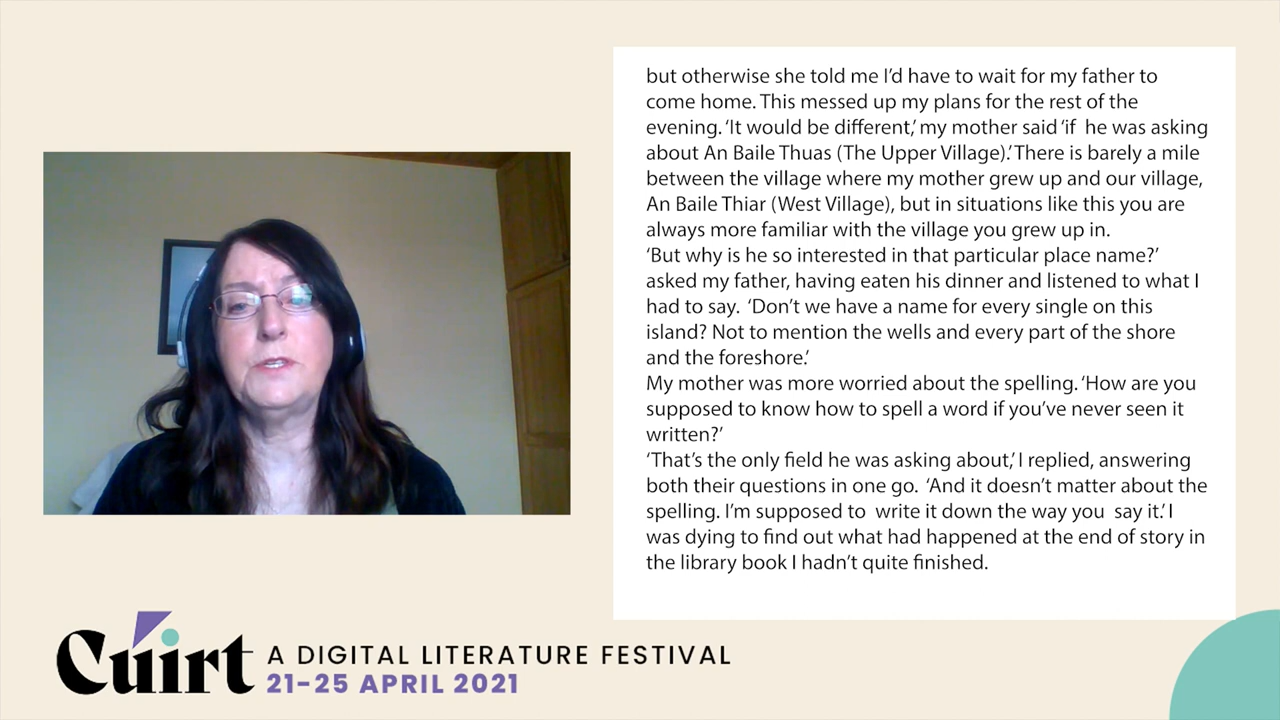 but otherwise she told me I'd have to wait for my father to
come home. This messed up my plans for the rest of the
evening. ‘It would be different,’ my mother said ‘if  he was asking
about An Baile Thuas (The Upper Village).’ There is barely a mile
between the village where my mother grew up and our village,
An Baile Thiar (West Village), but in situations like this you are
always more familiar with the village you grew up in.
‘But why is he so interested in that particular place name?’
asked my father, having eaten his dinner and listened to what I
had to say.  ‘Don’t we have a name for every single on this
island? Not to mention the wells and every part of the shore
and the foreshore.’
My mother was more worried about the spelling. ‘How are you
supposed to know how to spell a word if you’ve never seen it
written?’
‘That’s the only field he was asking about,’ I replied, answering
both their questions in one go.  ‘And it doesn’t matter about the
spelling. I’m supposed to  write it down the way you  say it.’ I
was dying to find out what had happened at the end of story in
the library book I hadn’t quite finished.
Cúirt
A DIGITAL LITERATURE FESTIVAL
21-25 APRIL 2021